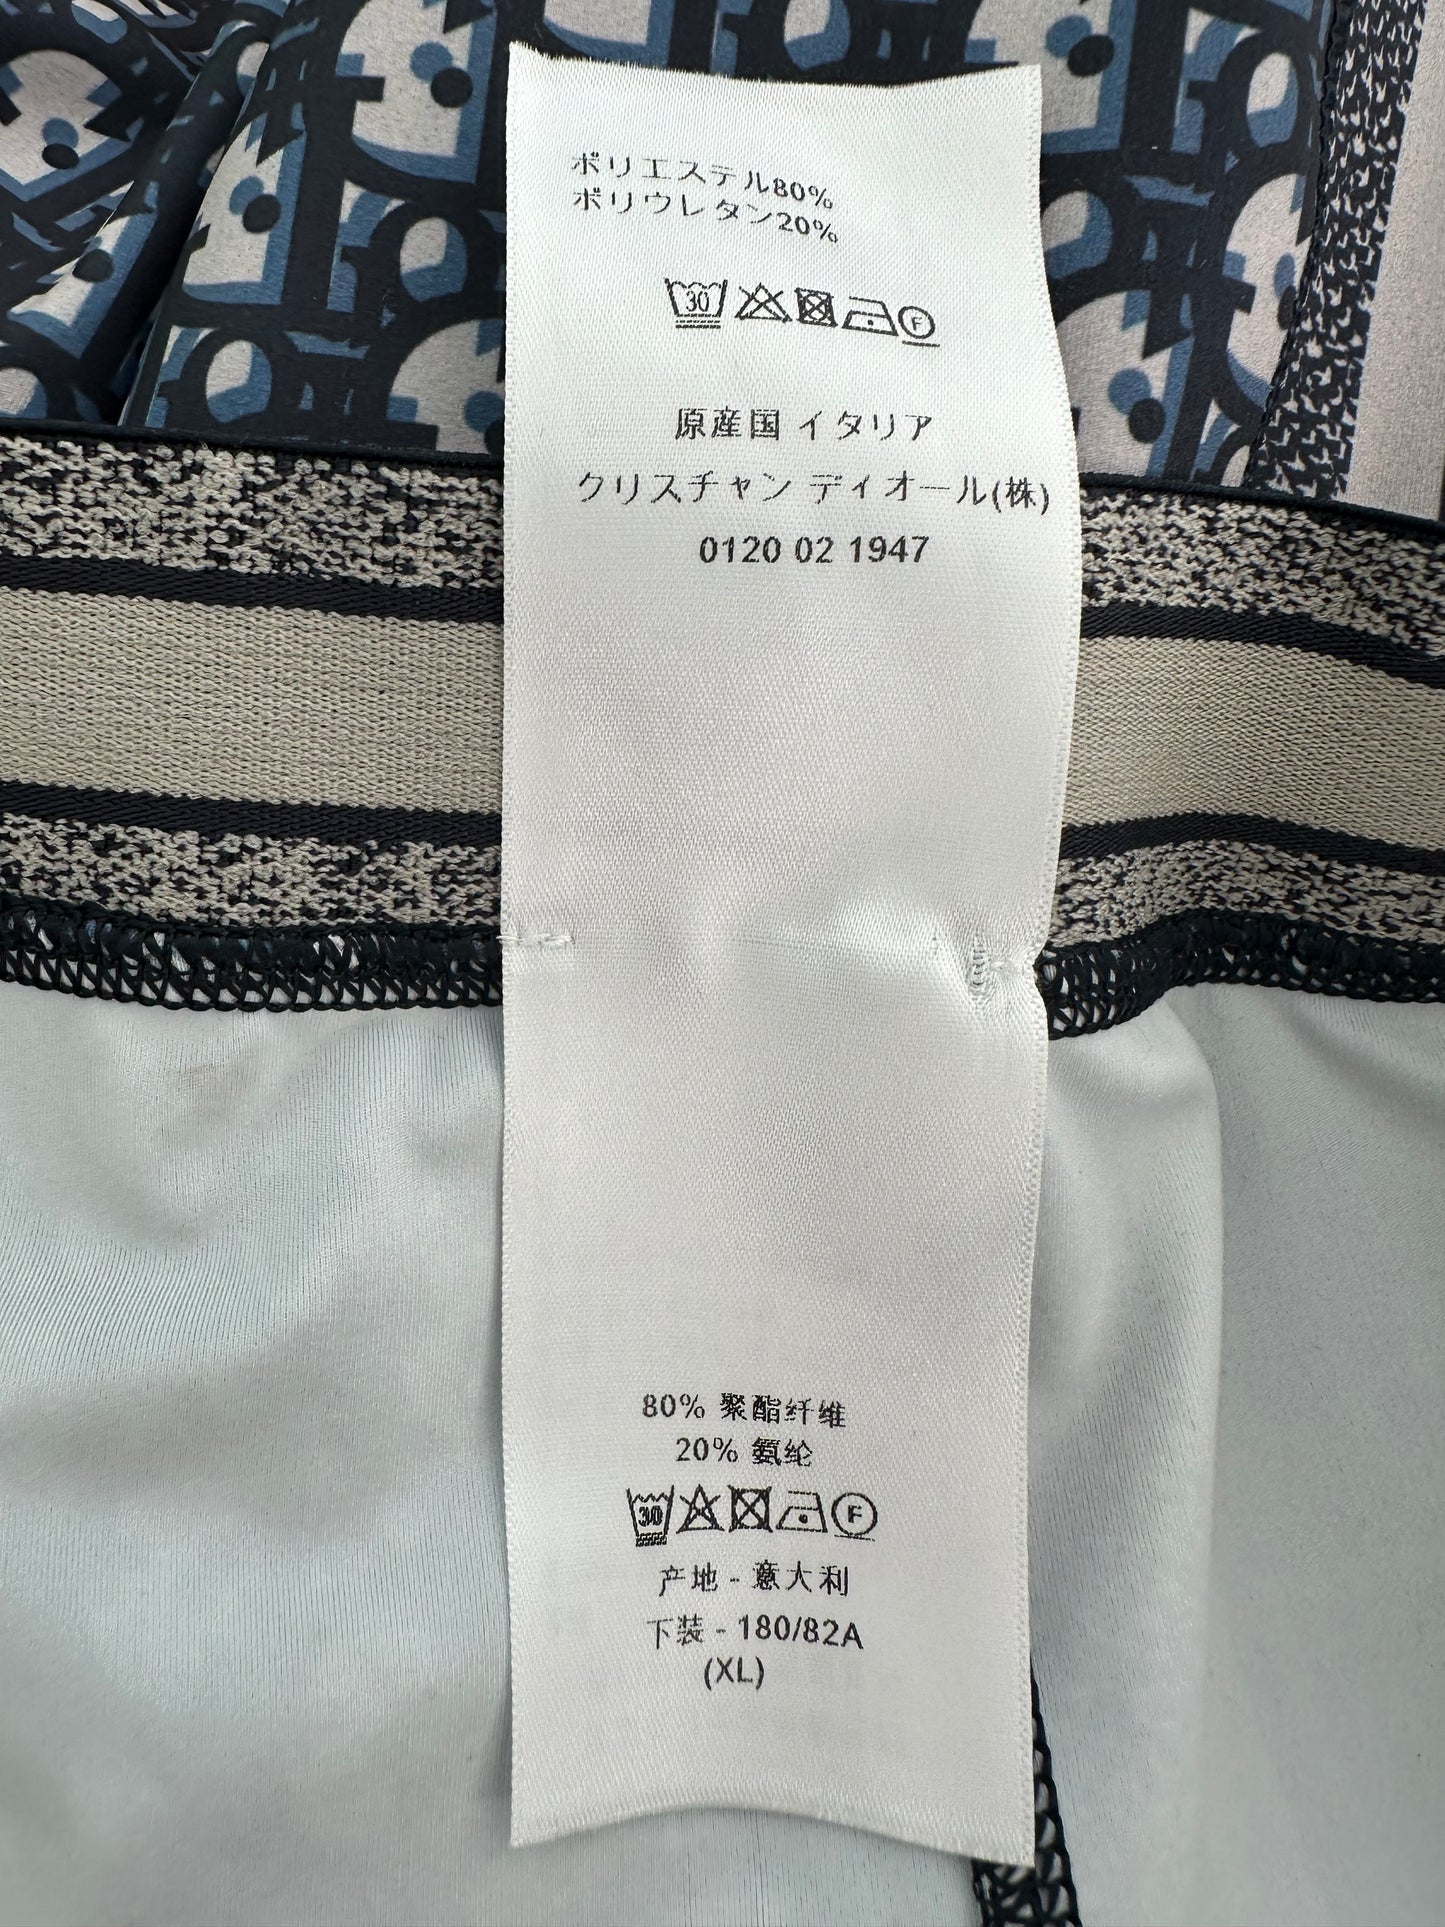 ポリエステル80%
ポリウレタン20%
30 F
原産国 イタリア
クリスチャン ディオール(株)
0120 02 1947
80% 聚酯纤维
20% 氨纶
30 F
产地 - 意大利
下装 - 180/82A
(XL)